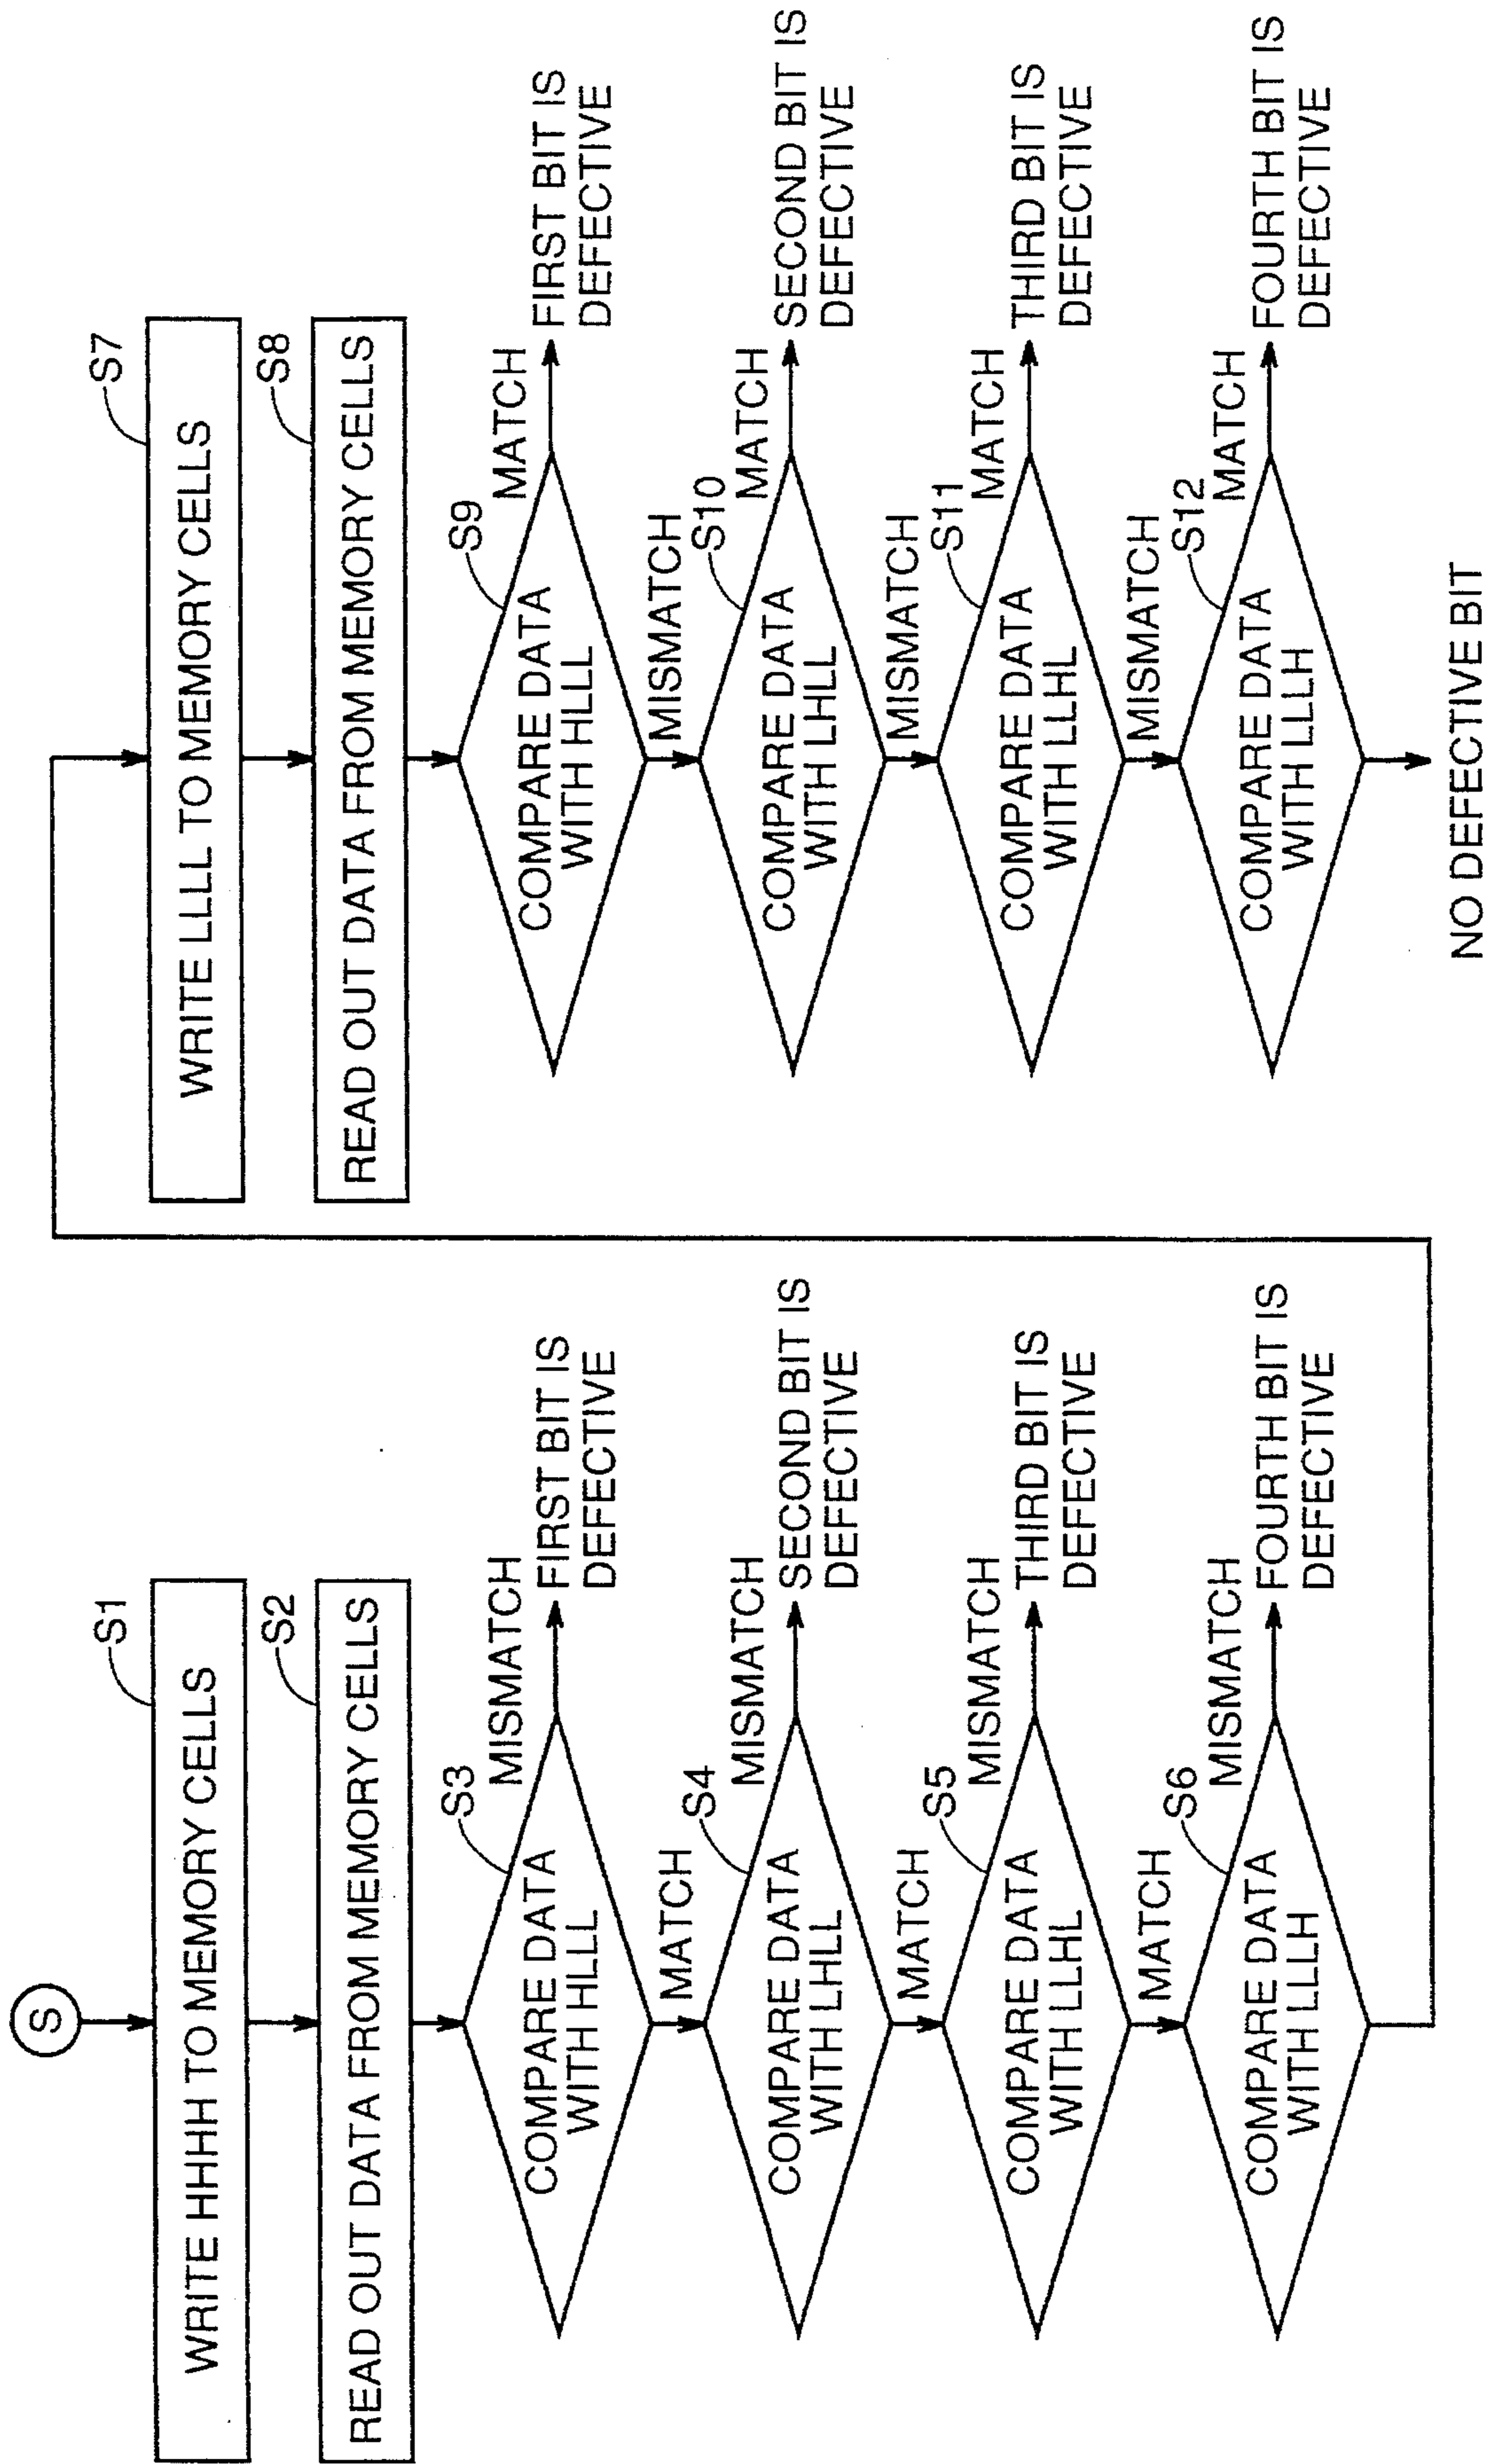 S
S1
WRITE HHHH TO MEMORY CELLS
S2
READ OUT DATA FROM MEMORY CELLS
S3
COMPARE DATA
WITH HLLL
MISMATCH
FIRST BIT IS
DEFECTIVE
MATCH
S4
COMPARE DATA
WITH LHLL
MISMATCH
SECOND BIT IS
DEFECTIVE
MATCH
S5
COMPARE DATA
WITH LLHL
MISMATCH
THIRD BIT IS
DEFECTIVE
MATCH
S6
COMPARE DATA
WITH LLLH
MISMATCH
FOURTH BIT IS
DEFECTIVE
S7
WRITE LLLL TO MEMORY CELLS
S8
READ OUT DATA FROM MEMORY CELLS
S9
COMPARE DATA
WITH HLLL
MATCH
FIRST BIT IS
DEFECTIVE
MISMATCH
S10
COMPARE DATA
WITH LHLL
MATCH
SECOND BIT IS
DEFECTIVE
MISMATCH
S11
COMPARE DATA
WITH LLHL
MATCH
THIRD BIT IS
DEFECTIVE
MISMATCH
S12
COMPARE DATA
WITH LLLH
MATCH
FOURTH BIT IS
DEFECTIVE
NO DEFECTIVE BIT